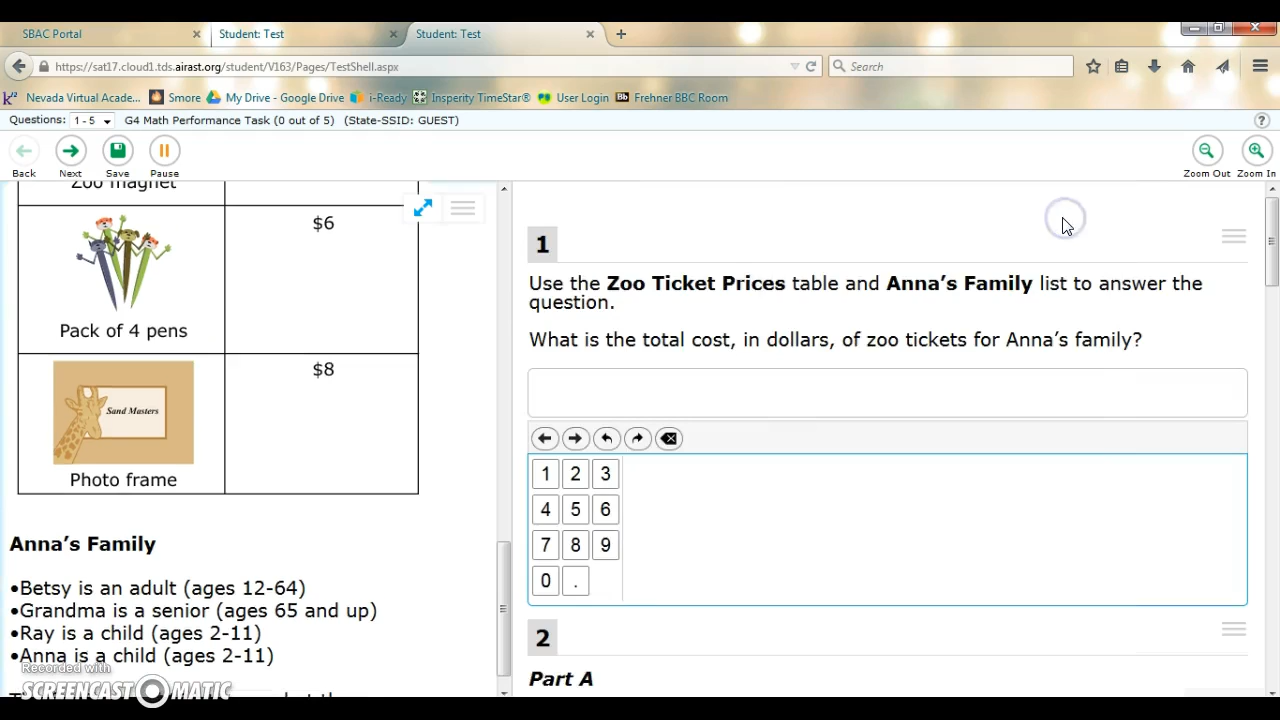 SBAC Portal
Student: Test
Student: Test
https://sat17.cloud1.tds.airast.org/student/V163/Pages/TestShell.aspx
Search
Nevada Virtual Acade...
Smore
My Drive - Google Drive
i-Ready
Insperity TimeStar®
User Login
Bb Frehner BBC Room
Questions: 1 - 5
G4 Math Performance Task (0 out of 5) (State-SSID: GUEST)
?
Back
Next
Save
Pause
Zoom Out
Zoom In
Zoo magnet
$6
Pack of 4 pens
$8
Sand Masters
Photo frame
Anna's Family
•Betsy is an adult (ages 12-64)
•Grandma is a senior (ages 65 and up)
•Ray is a child (ages 2-11)
•Anna is a child (ages 2-11)
Recorded with
SCREENCAST-O-MATIC
1
Use the Zoo Ticket Prices table and Anna's Family list to answer the
question.
What is the total cost, in dollars, of zoo tickets for Anna's family?
1 2 3
4 5 6
7 8 9
0 .
2
Part A